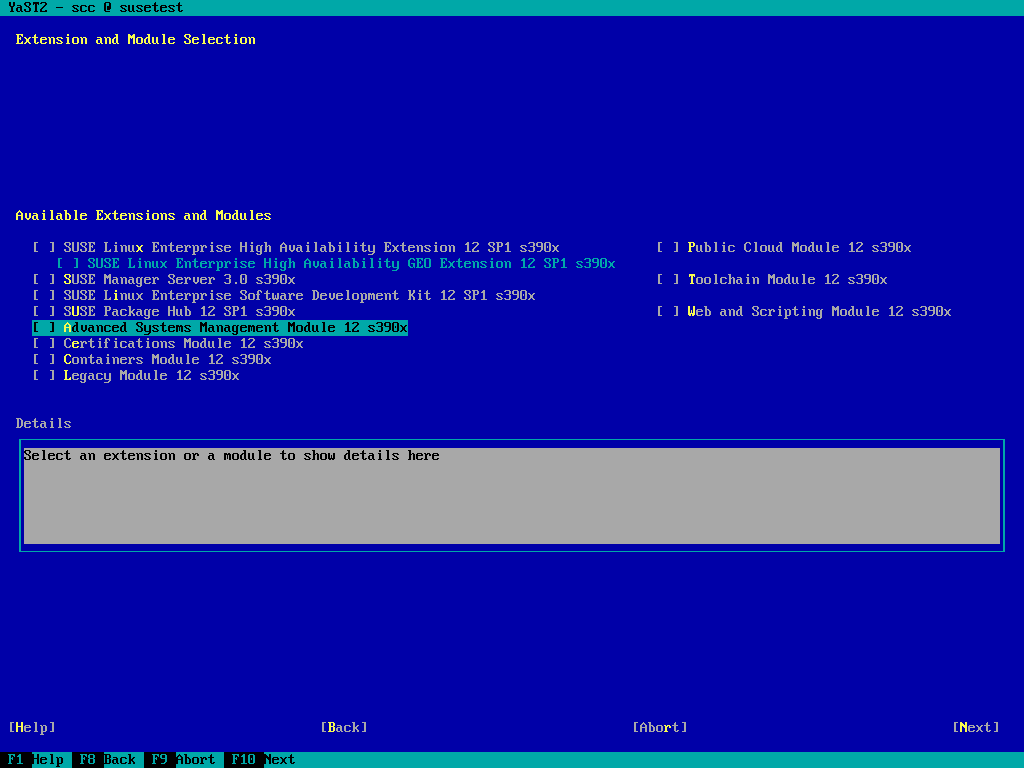 YaST2 - scc @ susetest
Extension and Module Selection
Available Extensions and Modules
[ ] SUSE Linux Enterprise High Availability Extension 12 SP1 s390x [ ] Public Cloud Module 12 s390x
[ ] SUSE Linux Enterprise High Availability GEO Extension 12 SP1 s390x
[ ] SUSE Manager Server 3.0 s390x [ ] Toolchain Module 12 s390x
[ ] SUSE Linux Enterprise Software Development Kit 12 SP1 s390x
[ ] SUSE Package Hub 12 SP1 s390x [ ] Web and Scripting Module 12 s390x
[ ] Advanced Systems Management Module 12 s390x
[ ] Certifications Module 12 s390x
[ ] Containers Module 12 s390x
[ ] Legacy Module 12 s390x
Details
Select an extension or a module to show details here
[Help] [Back] [Abort] [Next]
F1 Help F8 Back F9 Abort F10 Next